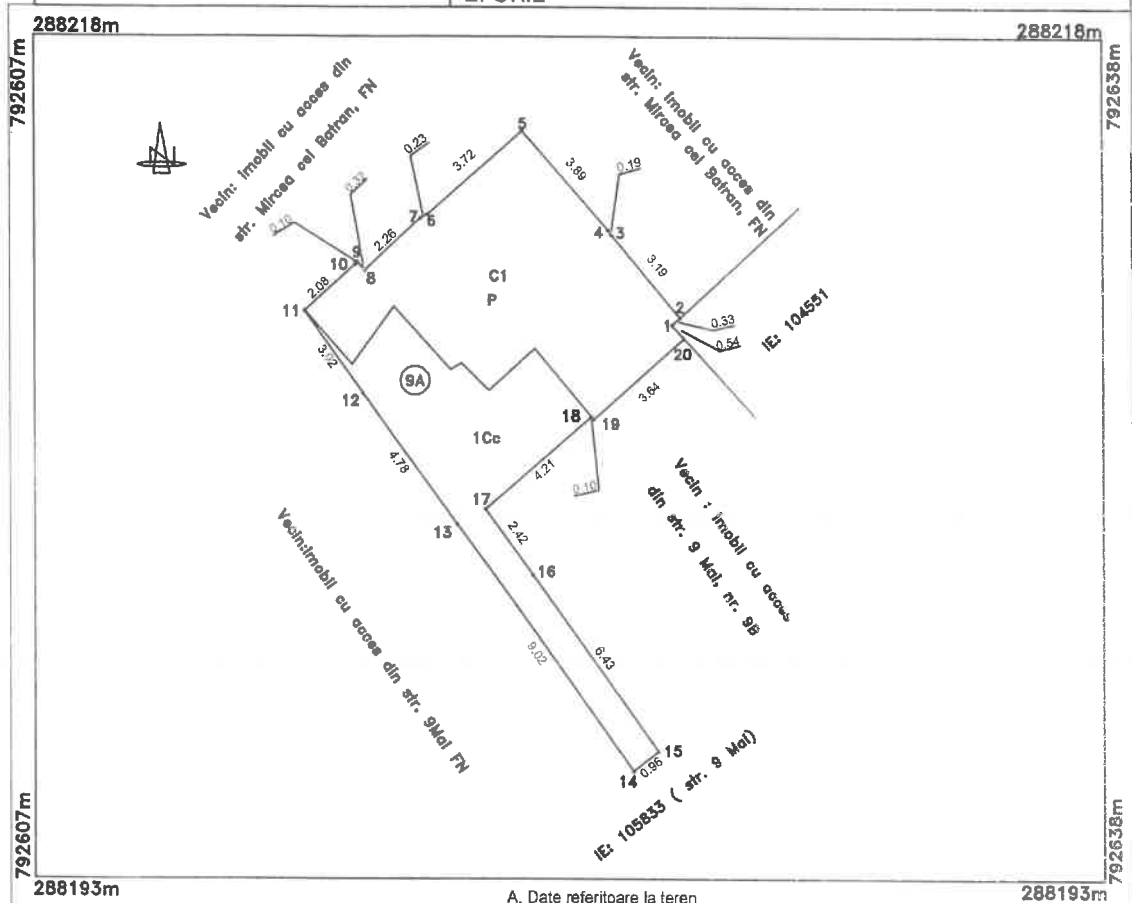 288218m
288218m
792607m
792638m
Vecin: imobil cu acces din
str. Mircea cel Batran, FN
Vecin: imobil cu acces din
str. Mircea cel Batran, FN
5
3.72
3.89
0.23
0.19
0.32
0.10
7
6
4
3
2.26
9
10
8
3.19
2.08
11
C1
P
2
1
0.33
0.54
IE: 104551
20
3.92
9A
12
3.64
18
19
1Cc
4.78
4.21
0.10
17
13
2.42
16
Vecin : imobil cu acces
din str. 9 Mai, nr. 9B
Vecin:imobil cu acces din str. 9Mai FN
9.02
6.43
15
14
0.96
IE: 105833 ( str. 9 Mai)
792607m
792638m
288193m
288193m
A. Date referitoare la teren